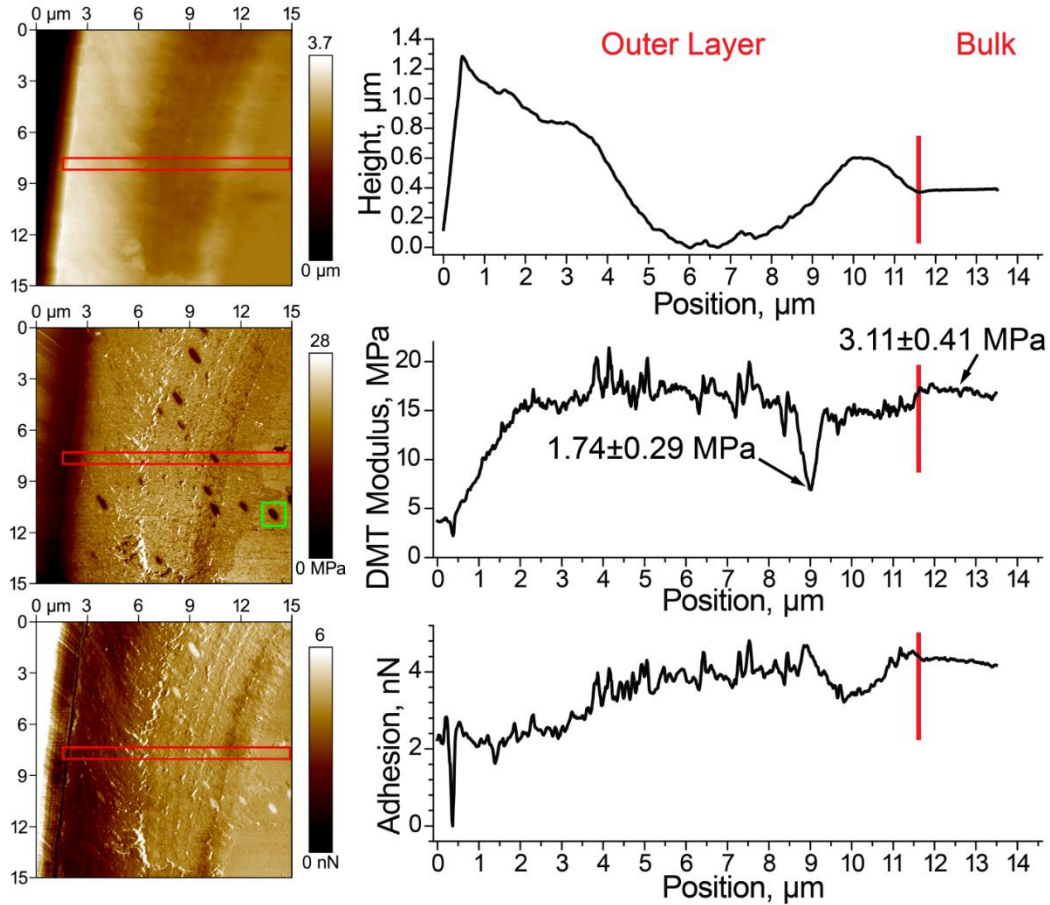 0 µm 3 6 9 12 15
0
3
6
9
12
15
3.7
0 µm
Outer Layer
Bulk
Height, µm
1.4
1.2
1.0
0.8
0.6
0.4
0.2
0.0
0 1 2 3 4 5 6 7 8 9 10 11 12 13 14
Position, µm
0 µm 3 6 9 12 15
0
3
6
9
12
15
28
0 MPa
DMT Modulus, MPa
20
15
10
5
0
3.11±0.41 MPa
1.74±0.29 MPa
0 1 2 3 4 5 6 7 8 9 10 11 12 13 14
Position, µm
0 µm 3 6 9 12 15
0
3
6
9
12
15
6
0 nN
Adhesion, nN
4
2
0
0 1 2 3 4 5 6 7 8 9 10 11 12 13 14
Position, µm